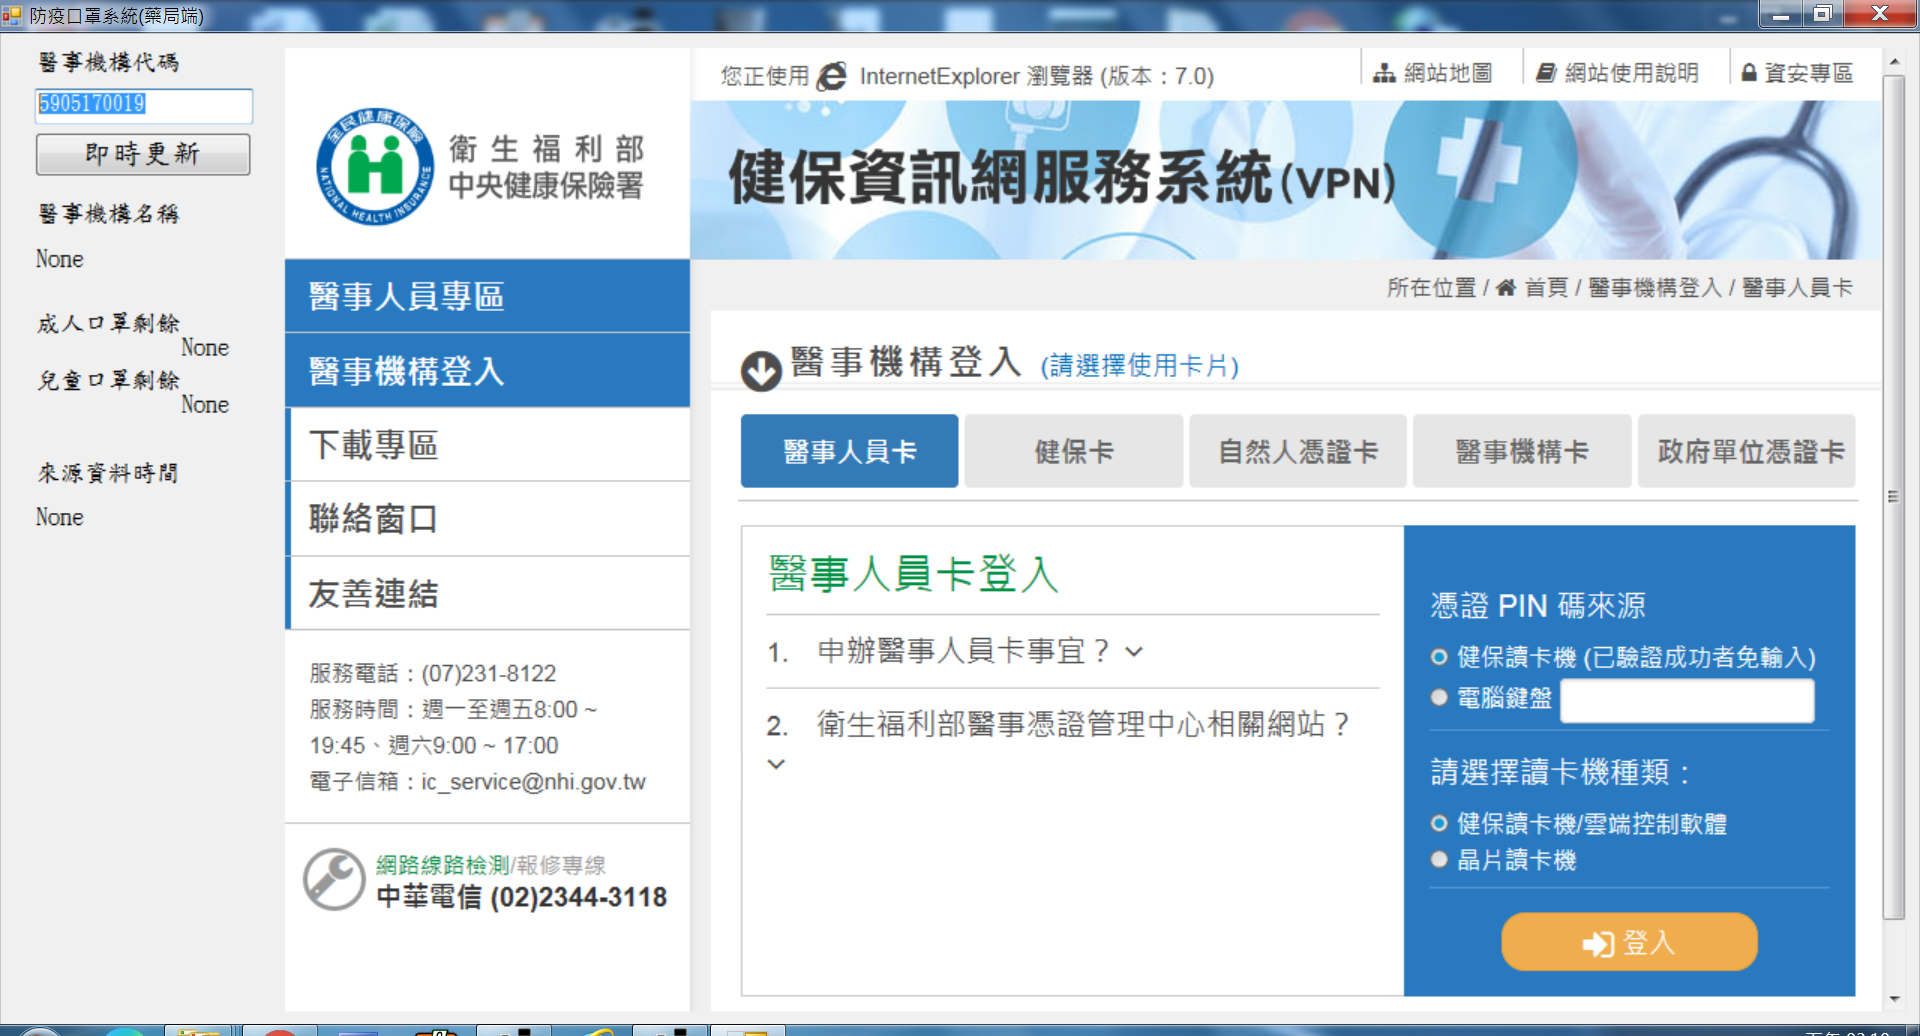 防疫口罩系統(藥局端)
醫事機構代碼
5905170019
即時更新
醫事機構名稱
None
成人口罩剩餘
None
兒童口罩剩餘
None
來源資料時間
None
全民健康保險
NATIONAL HEALTH INSURANCE
衛生福利部
中央健康保險署
醫事人員專區
醫事機構登入
下載專區
聯絡窗口
友善連結
服務電話：(07)231-8122
服務時間：週一至週五8:00 ~
19:45、週六9:00 ~ 17:00
電子信箱：ic_service@nhi.gov.tw
網路線路檢測/報修專線
中華電信 (02)2344-3118
您正使用 InternetExplorer 瀏覽器 (版本：7.0)
網站地圖
網站使用說明
資安專區
健保資訊網服務系統(VPN)
所在位置 / 首頁 / 醫事機構登入 / 醫事人員卡
醫事機構登入 (請選擇使用卡片)
醫事人員卡
健保卡
自然人憑證卡
醫事機構卡
政府單位憑證卡
醫事人員卡登入
1. 申辦醫事人員卡事宜？
2. 衛生福利部醫事憑證管理中心相關網站？
憑證 PIN 碼來源
健保讀卡機 (已驗證成功者免輸入)
電腦鍵盤
請選擇讀卡機種類：
健保讀卡機/雲端控制軟體
晶片讀卡機
登入